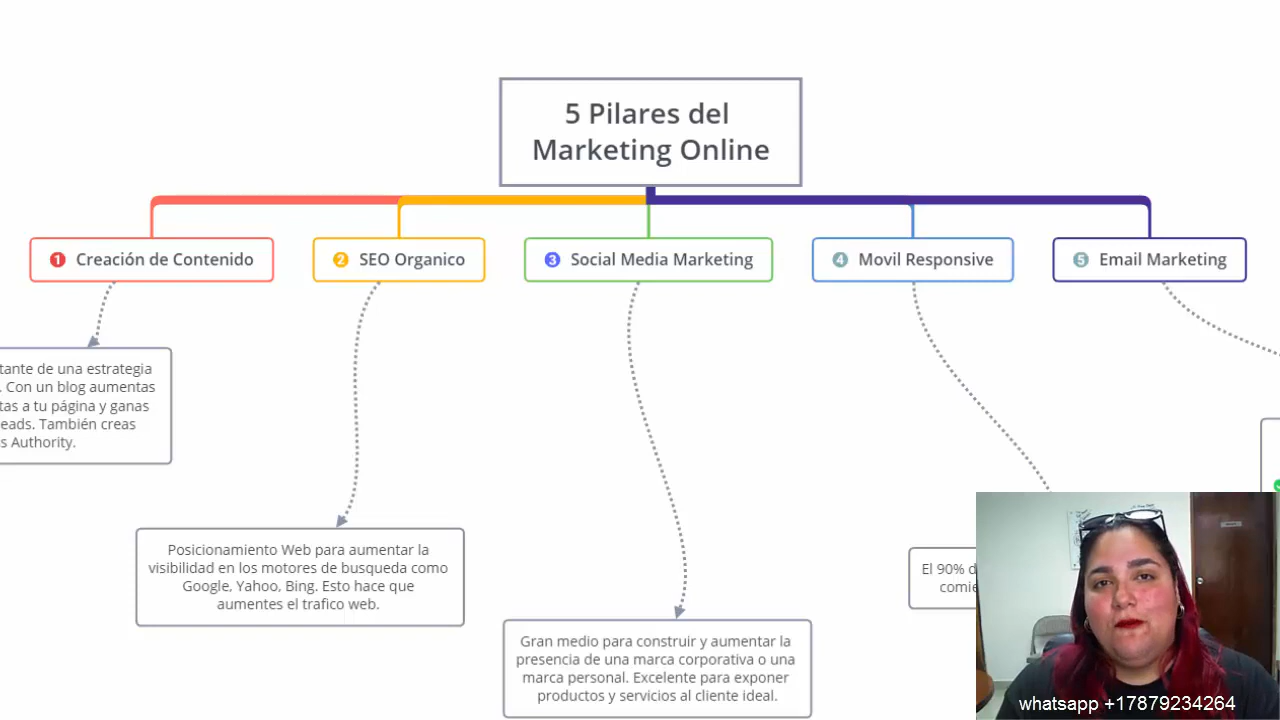 5 Pilares del
Marketing Online
1 Creación de Contenido
2 SEO Organico
3 Social Media Marketing
4 Movil Responsive
5 Email Marketing
tante de una estrategia
. Con un blog aumentas
tas a tu página y ganas
eads. También creas
s Authority.
Posicionamiento Web para aumentar la
visibilidad en los motores de busqueda como
Google, Yahoo, Bing. Esto hace que
aumentes el trafico web.
Gran medio para construir y aumentar la
presencia de una marca corporativa o una
marca personal. Excelente para exponer
productos y servicios al cliente ideal.
El 90% d
comie
whatsapp +17879234264